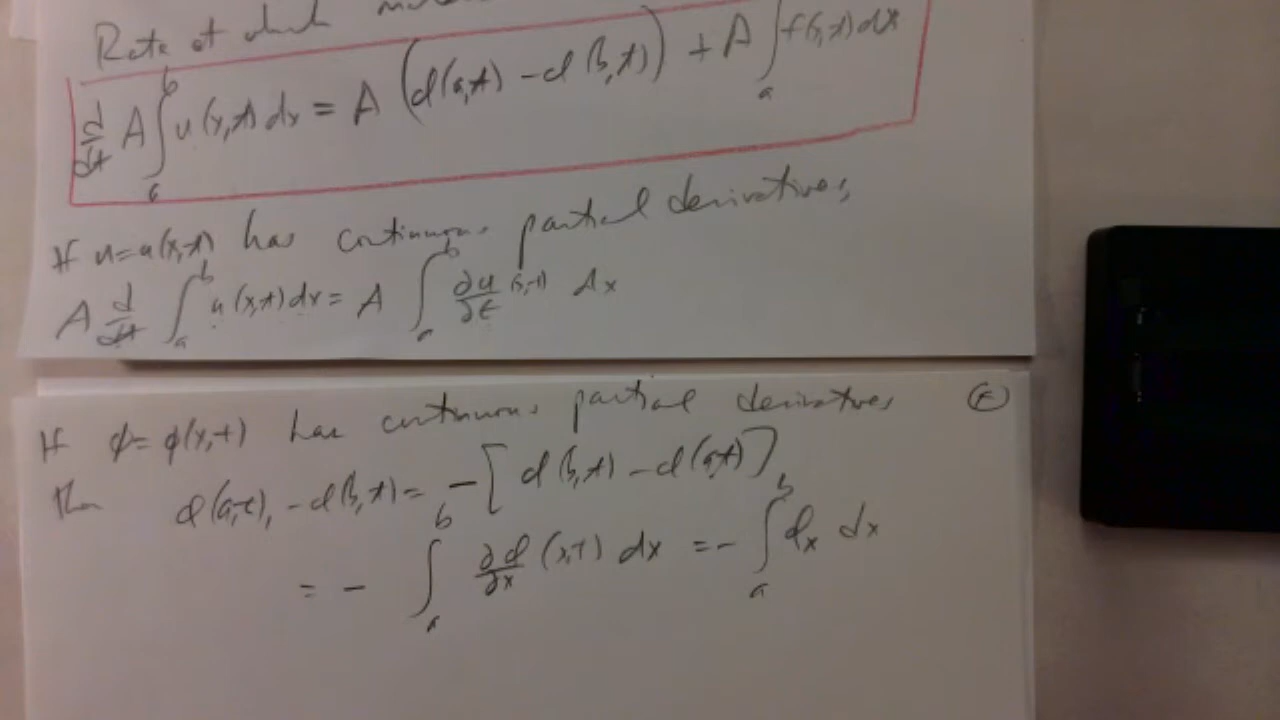 Rate at which
d/dt A ∫_a^b u(x,t) dx = A (φ(a,t) - φ(b,t)) + A ∫_a f(x,t) dx
If u=u(x,t) has continuous partial derivatives,
A d/dt ∫_a^b u(x,t) dx = A ∫_a^b ∂u/∂t (x,t) dx
If φ = φ(x,t) has continuous partial derivatives
then φ(a,t) - φ(b,t) = -[φ(b,t) - φ(a,t)]
= - ∫_a^b ∂φ/∂x (x,t) dx = - ∫_a^b φ_x dx